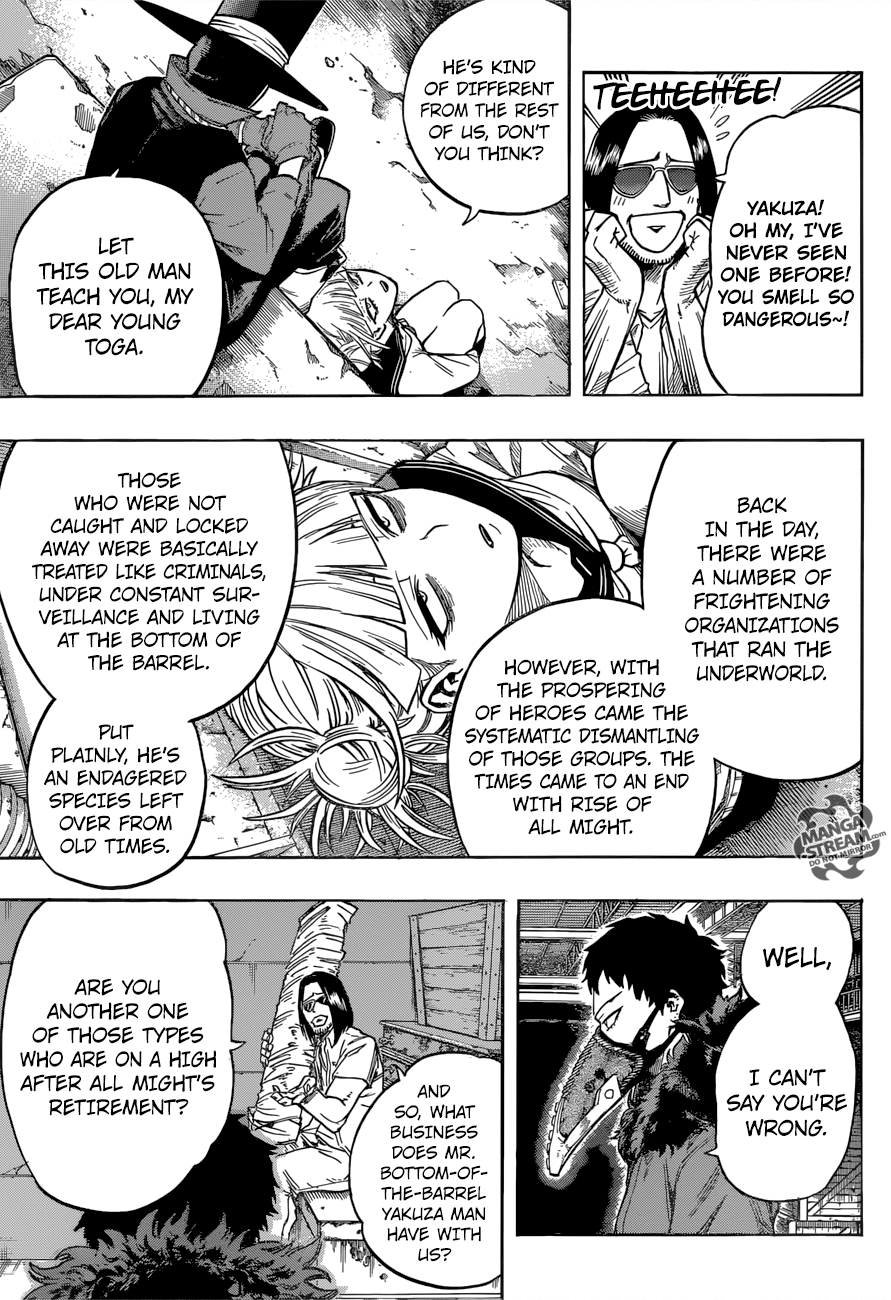 TEEHEEHEE!
YAKUZA!
OH MY, I'VE
NEVER SEEN
ONE BEFORE!
YOU SMELL SO
DANGEROUS~!
HE'S KIND
OF DIFFERENT
FROM THE REST
OF US, DON'T
YOU THINK?
LET
THIS OLD MAN
TEACH YOU, MY
DEAR YOUNG
TOGA.
BACK
IN THE DAY,
THERE WERE
A NUMBER OF
FRIGHTENING
ORGANIZATIONS
THAT RAN THE
UNDERWORLD.
HOWEVER, WITH
THE PROSPERING
OF HEROES CAME THE
SYSTEMATIC DISMANTLING
OF THOSE GROUPS. THE
TIMES CAME TO AN END
WITH RISE OF
ALL MIGHT.
THOSE
WHO WERE NOT
CAUGHT AND LOCKED
AWAY WERE BASICALLY
TREATED LIKE CRIMINALS,
UNDER CONSTANT SUR-
VEILLANCE AND LIVING
AT THE BOTTOM OF
THE BARREL.
PUT
PLAINLY, HE'S
AN ENDAGERED
SPECIES LEFT
OVER FROM
OLD TIMES.
MANGA
STREAM.com
DO NOT MIRROR
WELL,
I CAN'T
SAY YOU'RE
WRONG.
AND
SO, WHAT
BUSINESS
DOES MR.
BOTTOM-OF-
THE-BARREL
YAKUZA MAN
HAVE WITH
US?
ARE YOU
ANOTHER ONE
OF THOSE TYPES
WHO ARE ON A HIGH
AFTER ALL MIGHT'S
RETIREMENT?